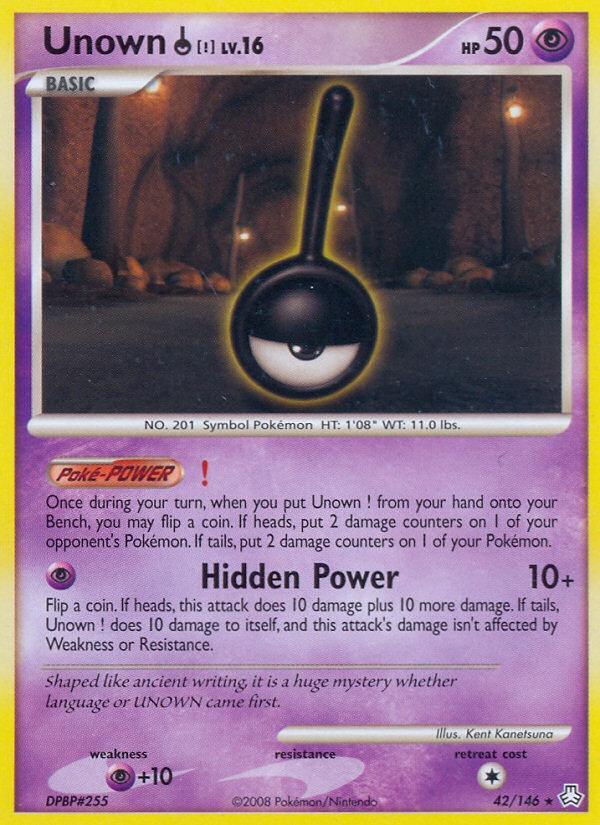 Unown [!] LV.16 HP 50
BASIC
NO. 201 Symbol Pokémon HT: 1'08" WT: 11.0 lbs.
Poké-POWER !
Once during your turn, when you put Unown ! from your hand onto your
Bench, you may flip a coin. If heads, put 2 damage counters on 1 of your
opponent's Pokémon. If tails, put 2 damage counters on 1 of your Pokémon.
Hidden Power 10+
Flip a coin. If heads, this attack does 10 damage plus 10 more damage. If tails,
Unown ! does 10 damage to itself, and this attack's damage isn't affected by
Weakness or Resistance.
Shaped like ancient writing, it is a huge mystery whether
language or UNOWN came first.
Illus. Kent Kanetsuna
weakness resistance retreat cost
+10
DPBP#255 ©2008 Pokémon/Nintendo 42/146 ★